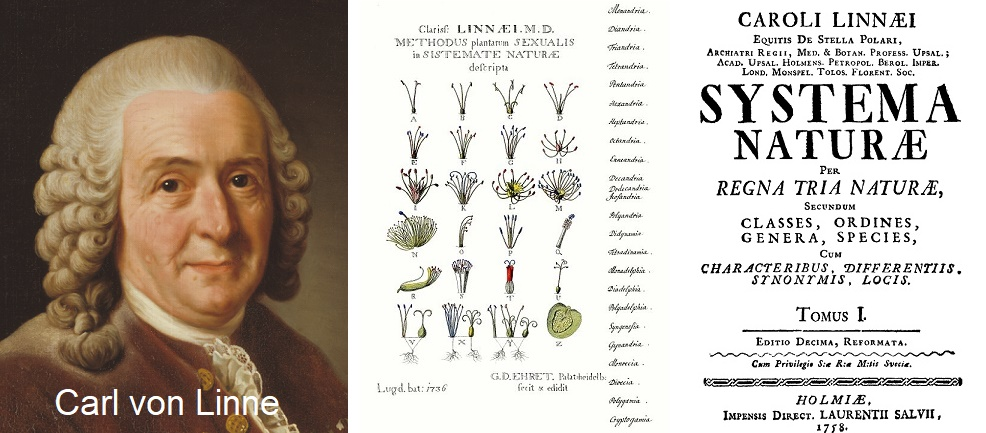 Carl von Linne
Clarisſ: LINNÆI. M.D.
METHODUS plantarum SEXUALIS
in SISTEMATE NATURÆ
deſcripta
A B C D
Æ F G H
I K L M
N O P Q
R S T U
V X Y Z
Lugd. bat: 1736
G.D. EHRET. Palat-heidelb:
fecit & edidit
Monandria.
Diandria.
Triandria.
Tetrandria.
Pentandria.
Hexandria.
Heptandria.
Octandria.
Enneandria.
Decandria.
Dodecandria
Icosandria.
Polyandria.
Didynamia.
Tetradinamia.
Monadelphia.
Diadelphia.
Polyadelphia.
Syngenesia.
Gynandria.
Monoecia.
Dioecia.
Polygamia.
Cryptogamia.
CAROLI LINNÆI
EQUITIS DE STELLA POLARI,
ARCHIATRI REGII, MED. & BOTAN. PROFESS. UPSAL.;
ACAD. UPSAL. HOLMENS. PETROPOL. BEROL. IMPER.
LOND. MONSPEL. TOLOS. FLORENT. SOC.
SYSTEMA
NATURÆ
PER
REGNA TRIA NATURÆ,
SECUNDUM
CLASSES, ORDINES,
GENERA, SPECIES,
CUM
CHARACTERIBUS, DIFFERENTIIS.
SYNONYMIS, LOCIS.
TOMUS I.
EDITIO DECIMA, REFORMATA.
Cum Privilegio S:æ R:æ M:tis Sveciæ.
HOLMIÆ,
IMPENSIS DIRECT. LAURENTII SALVII,
1758.